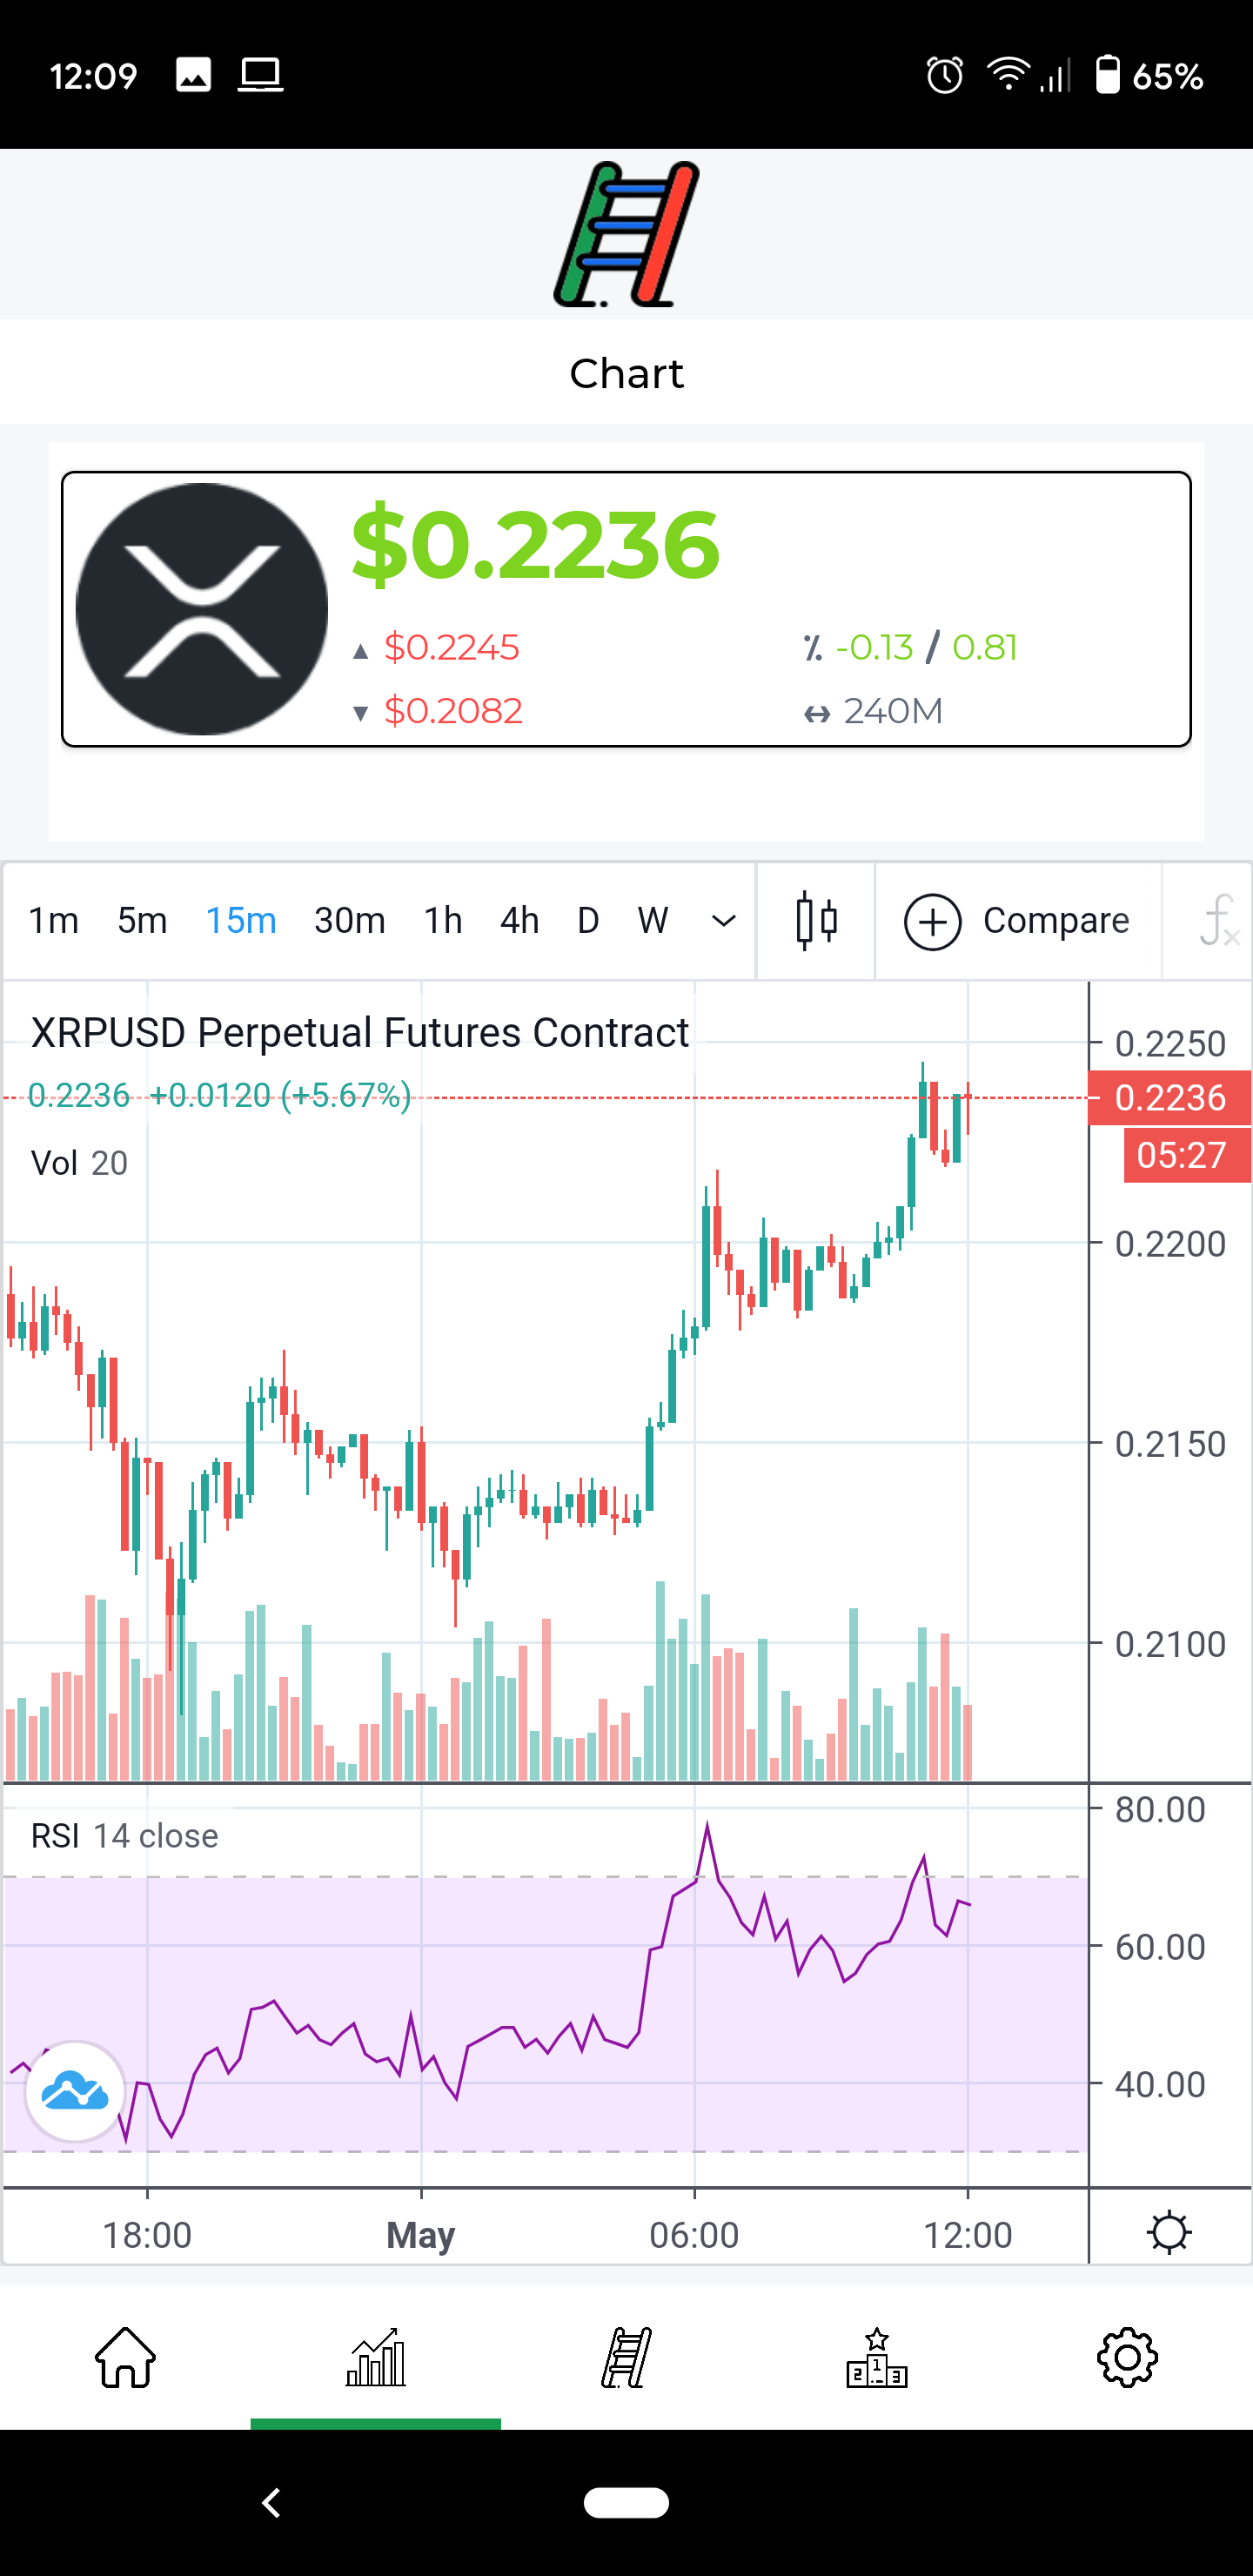 12:09 65%
Chart
$0.2236
▲ $0.2245 ٪ -0.13 / 0.81
▼ $0.2082 ↔ 240M
1m 5m 15m 30m 1h 4h D W Compare
XRPUSD Perpetual Futures Contract
0.2236 +0.0120 (+5.67%)
Vol 20
0.2250
0.2236
05:27
0.2200
0.2150
0.2100
RSI 14 close
80.00
60.00
40.00
18:00 May 06:00 12:00
2 1 3